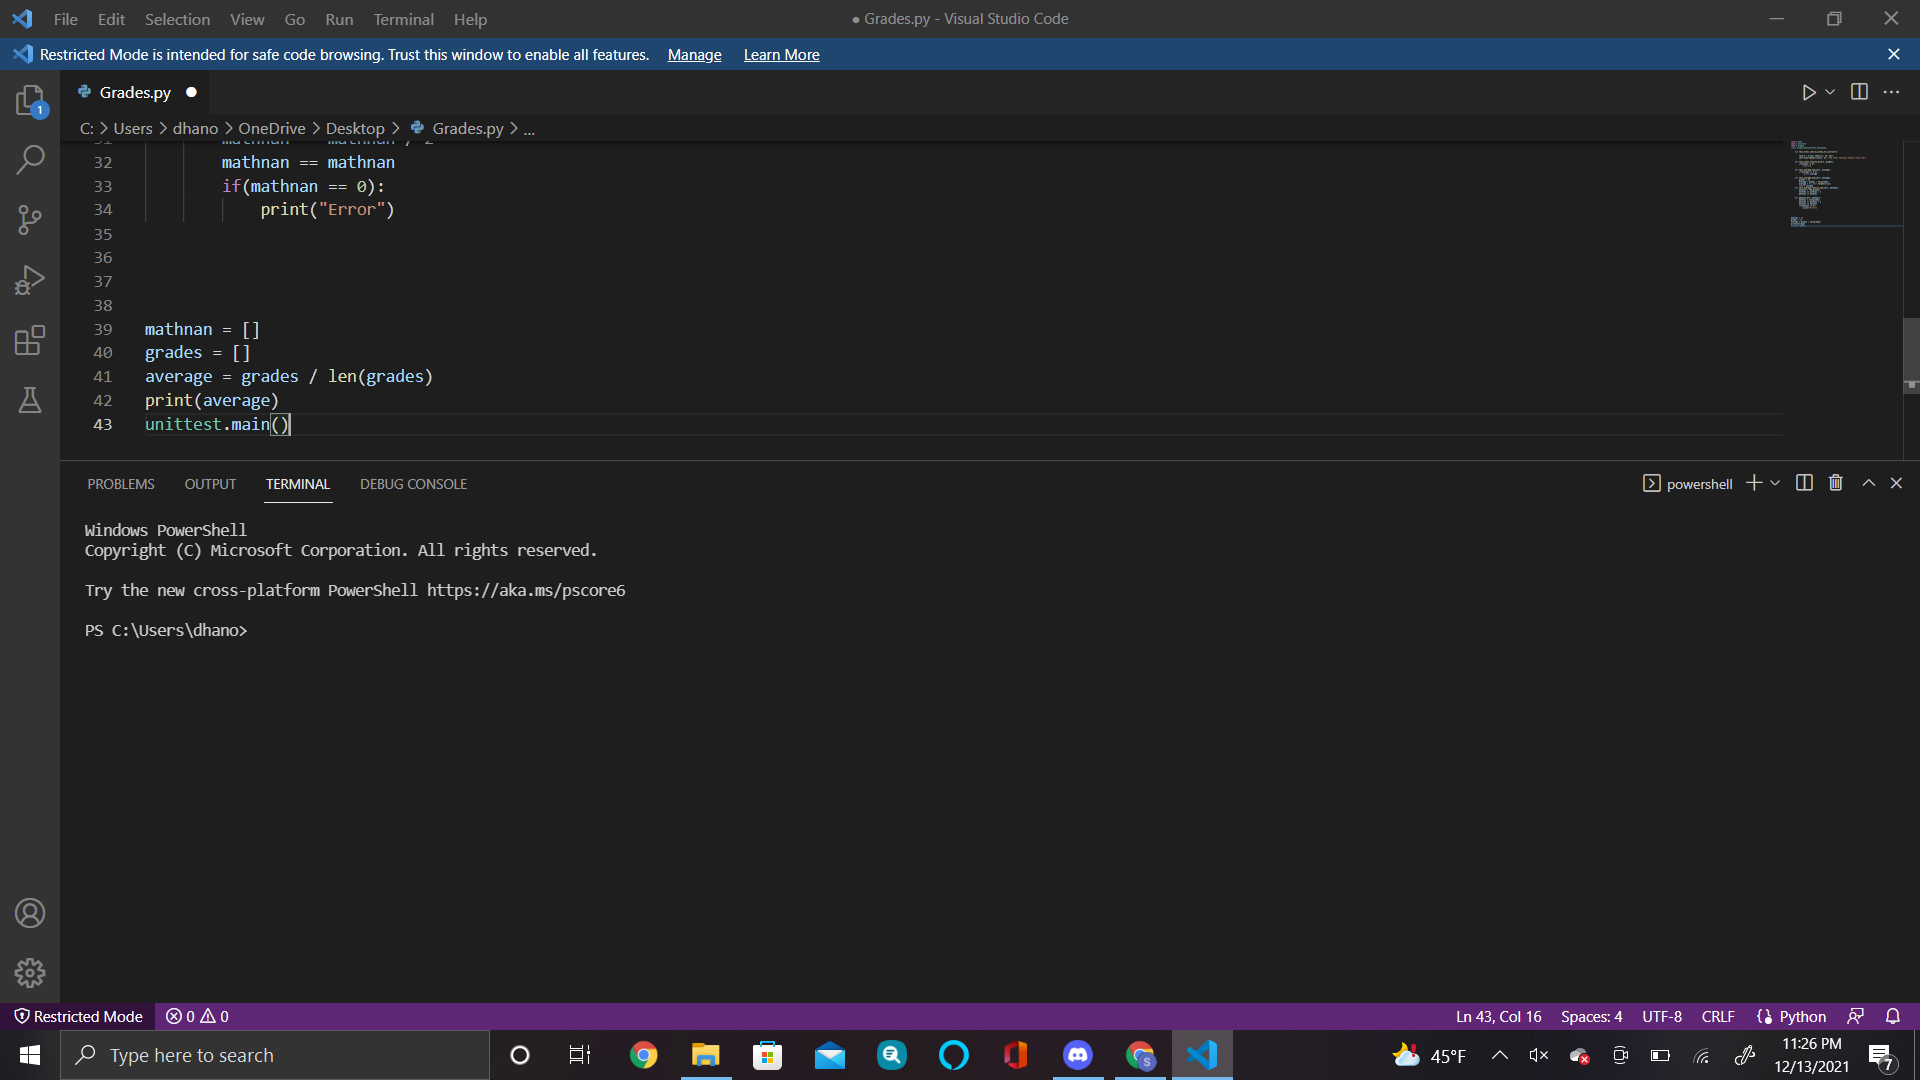 File Edit Selection View Go Run Terminal Help
● Grades.py - Visual Studio Code
Restricted Mode is intended for safe code browsing. Trust this window to enable all features. Manage Learn More
1
Grades.py ●
C: > Users > dhano > OneDrive > Desktop > Grades.py > ...
32 mathnan == mathnan
33 if(mathnan == 0):
34 print("Error")
35
36
37
38
39 mathnan = []
40 grades = []
41 average = grades / len(grades)
42 print(average)
43 unittest.main()
PROBLEMS OUTPUT TERMINAL DEBUG CONSOLE
powershell
Windows PowerShell
Copyright (C) Microsoft Corporation. All rights reserved.
Try the new cross-platform PowerShell https://aka.ms/pscore6
PS C:\Users\dhano>
Restricted Mode 0 0
Ln 43, Col 16 Spaces: 4 UTF-8 CRLF Python
Type here to search
S
45°F
11:26 PM
12/13/2021
7